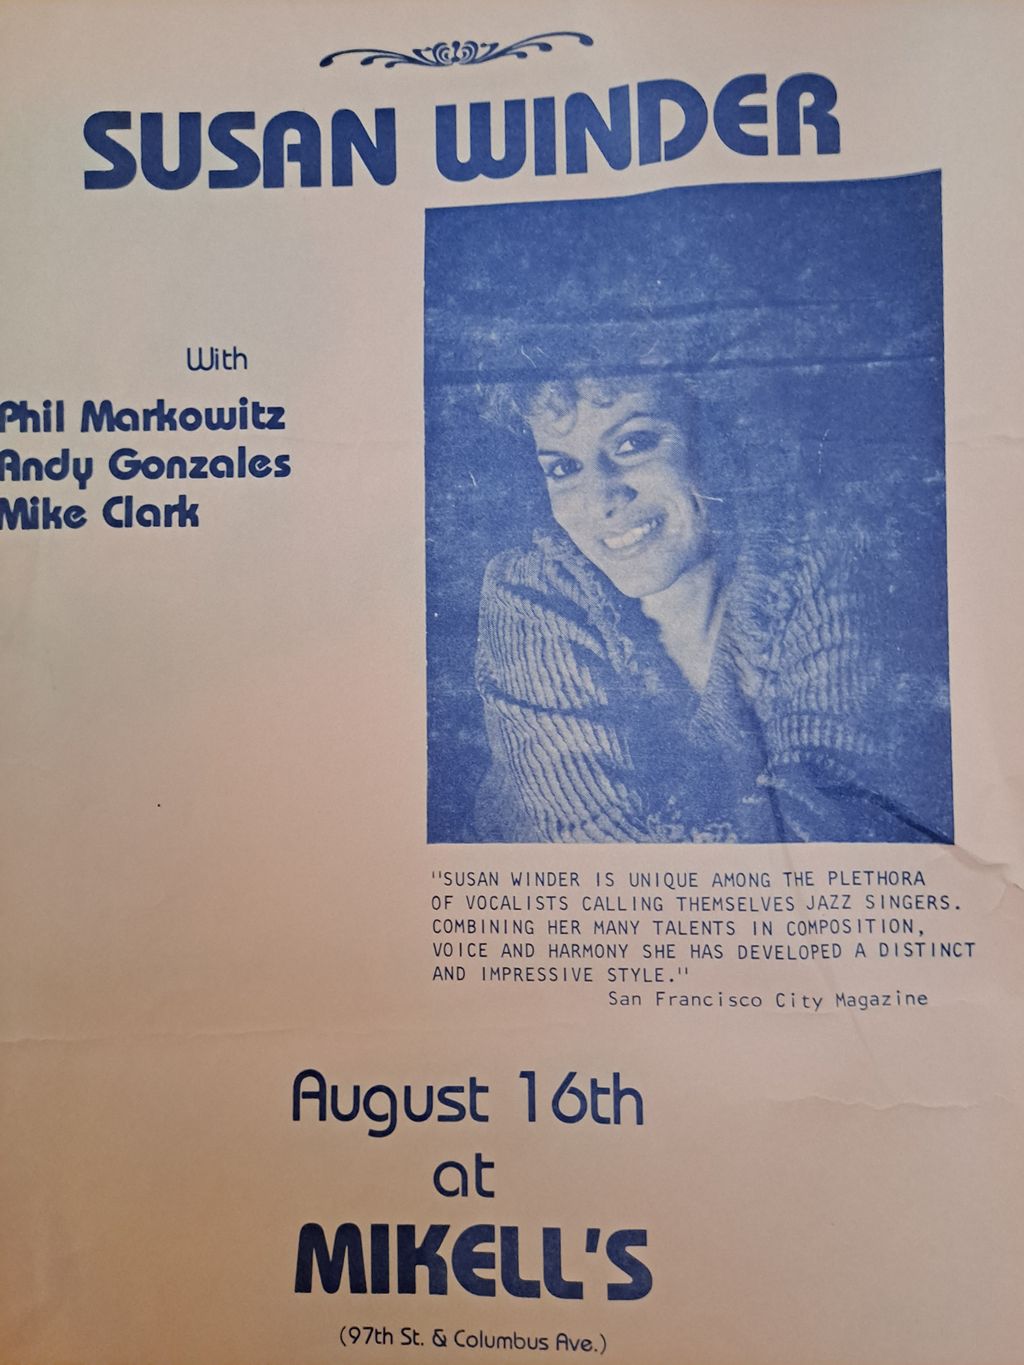 SUSAN WINDER
With
Phil Markowitz
Andy Gonzales
Mike Clark
"SUSAN WINDER IS UNIQUE AMONG THE PLETHORA
OF VOCALISTS CALLING THEMSELVES JAZZ SINGERS.
COMBINING HER MANY TALENTS IN COMPOSITION,
VOICE AND HARMONY SHE HAS DEVELOPED A DISTINCT
AND IMPRESSIVE STYLE."
San Francisco City Magazine
August 16th
at
MIKELL'S
(97th St. & Columbus Ave.)